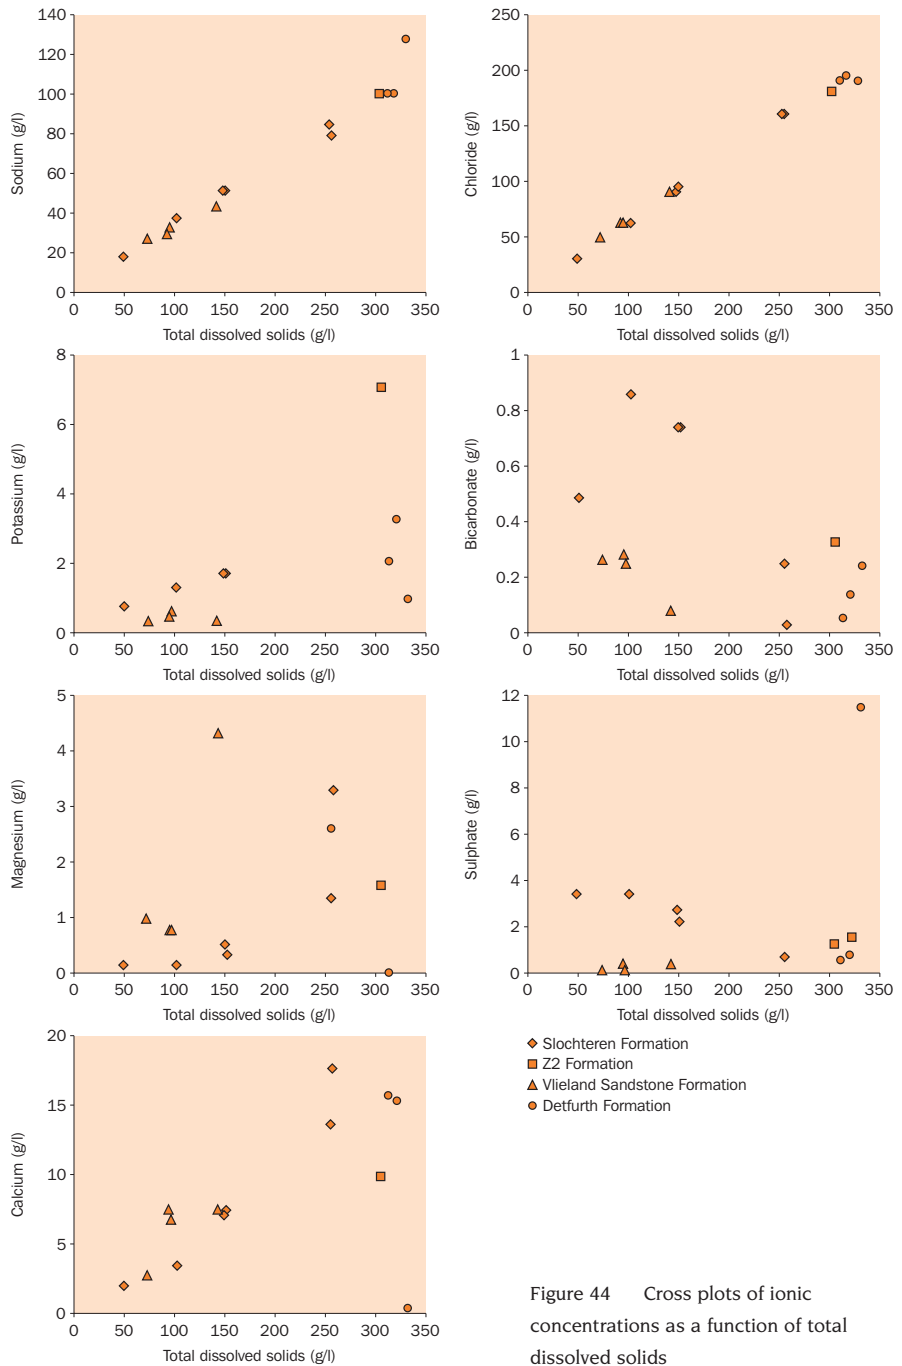 Sodium (g/l)
140
120
100
80
60
40
20
0
0 50 100 150 200 250 300 350
Total dissolved solids (g/l)
Chloride (g/l)
250
200
150
100
50
0
0 50 100 150 200 250 300 350
Total dissolved solids (g/l)
Potassium (g/l)
8
6
4
2
0
0 50 100 150 200 250 300 350
Total dissolved solids (g/l)
Bicarbonate (g/l)
1
0.8
0.6
0.4
0.2
0
0 50 100 150 200 250 300 350
Total dissolved solids (g/l)
Magnesium (g/l)
5
4
3
2
1
0
0 50 100 150 200 250 300 350
Total dissolved solids (g/l)
Sulphate (g/l)
12
10
8
6
4
2
0
0 50 100 150 200 250 300 350
Total dissolved solids (g/l)
Calcium (g/l)
20
15
10
5
0
0 50 100 150 200 250 300 350
Total dissolved solids (g/l)
Slochteren Formation
Z2 Formation
Vlieland Sandstone Formation
Detfurth Formation
Figure 44 Cross plots of ionic
concentrations as a function of total
dissolved solids